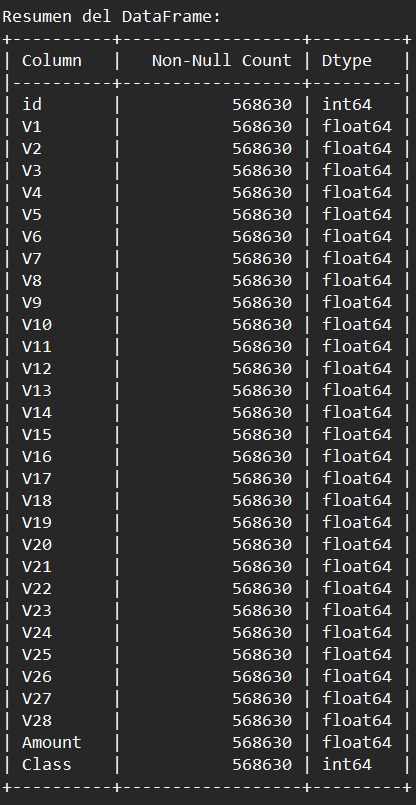 Resumen del DataFrame:
+----------+------------------+---------+
| Column   |   Non-Null Count | Dtype   |
|----------+------------------+---------|
| id       |           568630 | int64   |
| V1       |           568630 | float64 |
| V2       |           568630 | float64 |
| V3       |           568630 | float64 |
| V4       |           568630 | float64 |
| V5       |           568630 | float64 |
| V6       |           568630 | float64 |
| V7       |           568630 | float64 |
| V8       |           568630 | float64 |
| V9       |           568630 | float64 |
| V10      |           568630 | float64 |
| V11      |           568630 | float64 |
| V12      |           568630 | float64 |
| V13      |           568630 | float64 |
| V14      |           568630 | float64 |
| V15      |           568630 | float64 |
| V16      |           568630 | float64 |
| V17      |           568630 | float64 |
| V18      |           568630 | float64 |
| V19      |           568630 | float64 |
| V20      |           568630 | float64 |
| V21      |           568630 | float64 |
| V22      |           568630 | float64 |
| V23      |           568630 | float64 |
| V24      |           568630 | float64 |
| V25      |           568630 | float64 |
| V26      |           568630 | float64 |
| V27      |           568630 | float64 |
| V28      |           568630 | float64 |
| Amount   |           568630 | float64 |
| Class    |           568630 | int64   |
+----------+------------------+---------+